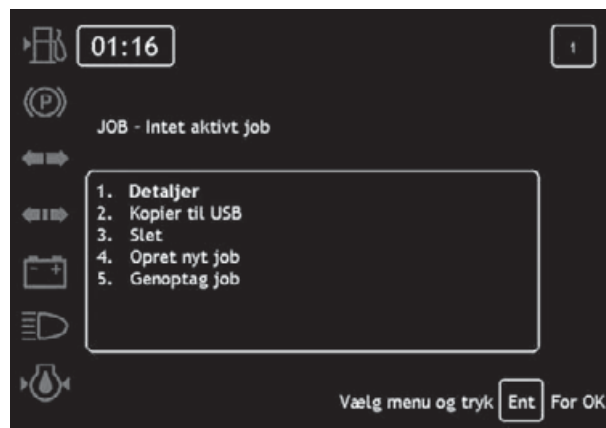 01:16
1
JOB - Intet aktivt job
1. Detaljer
2. Kopier til USB
3. Slet
4. Opret nyt job
5. Genoptag job
Vælg menu og tryk Ent For OK